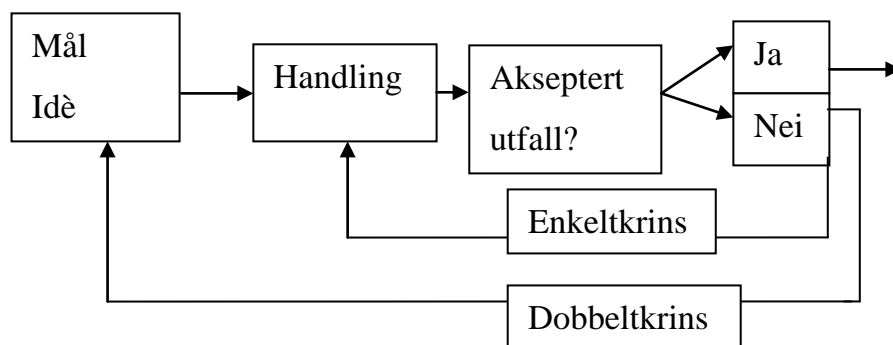 Mål
Idè
Handling
Akseptert
utfall?
Ja
Nei
Enkeltkrins
Dobbeltkrins